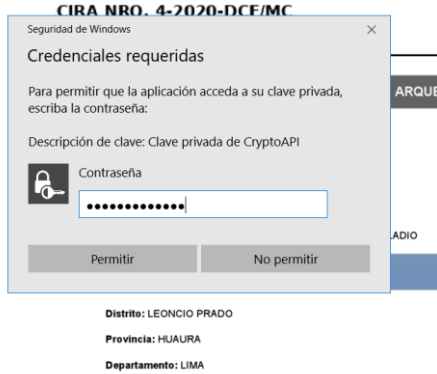 CIRA NRO. 4-2020-DCE/MC
Seguridad de Windows
Credenciales requeridas
Para permitir que la aplicación acceda a su clave privada,
escriba la contraseña:
Descripción de clave: Clave privada de CryptoAPI
Contraseña
●●●●●●●●●●●●●
Permitir
No permitir
ARQUE
ADIO
Distrito: LEONCIO PRADO
Provincia: HUAURA
Departamento: LIMA